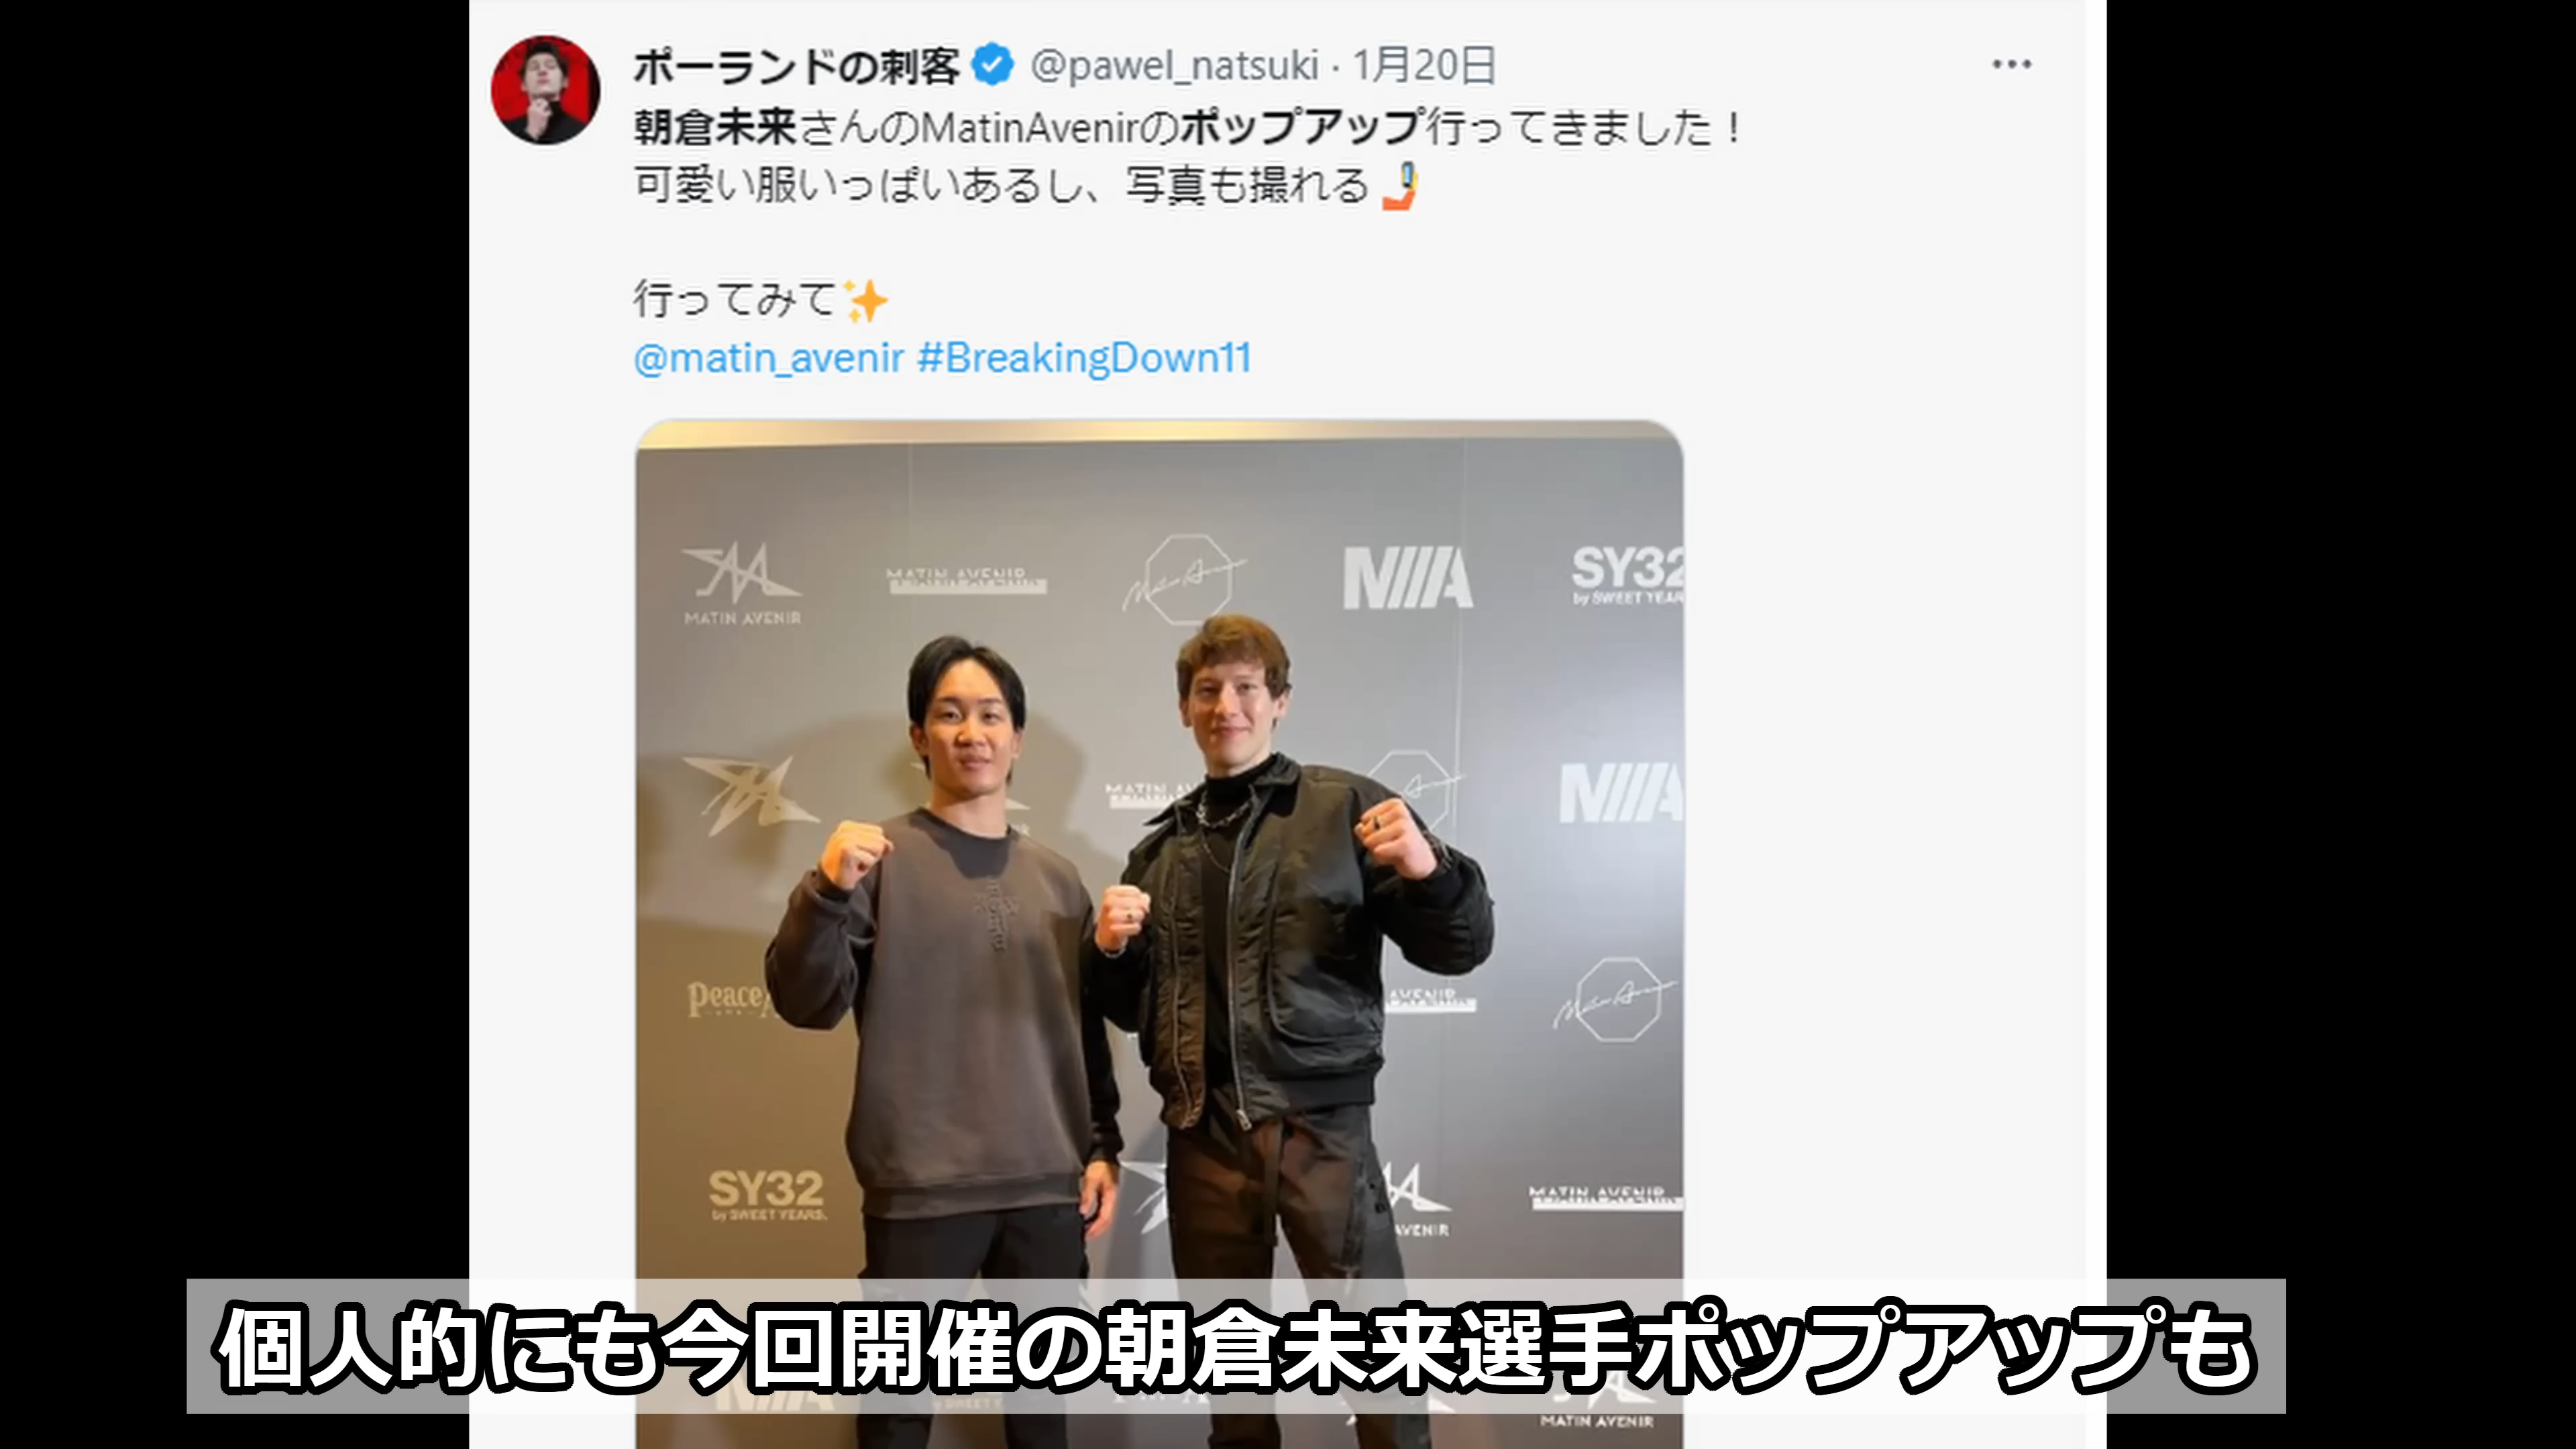 ポーランドの刺客 @pawel_natsuki · 1月20日
朝倉未来さんのMatinAvenirのポップアップ行ってきました！
可愛い服いっぱいあるし、写真も撮れる🤳
行ってみて✨
@matin_avenir #BreakingDown11
MATIN AVENIR
MATIN AVENIR
SY32
by SWEET YEAR
MATIN AV
Peace
AVENIR
SY32
by SWEET YEARS.
AVENIR
MATIN AVENIR
個人的にも今回開催の朝倉未来選手ポップアップも
MATIN AVENIR